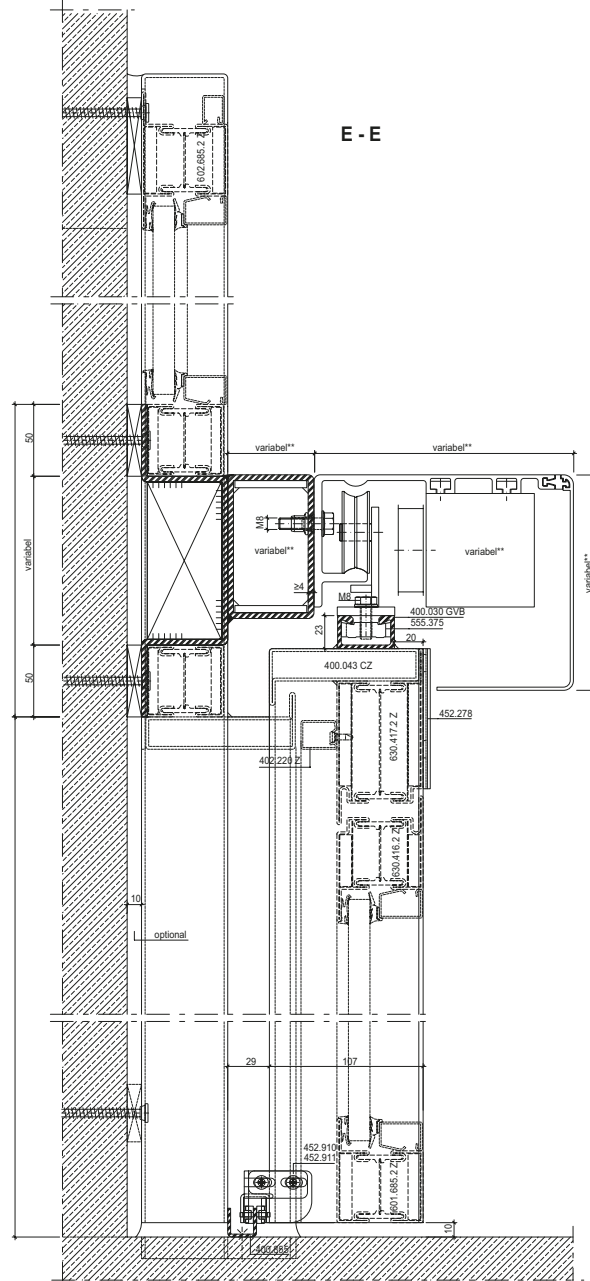 E - E
602.685.2 Z
50
variabel**
variabel**
M8
variabel**
variabel**
variabel**
variabel
≥4
M8
400.030 GVB
555.375
23
20
400.043 CZ
50
452.278
630.417.2 Z
402.220 Z
630.416.2 Z
10
optional
29
107
452.910
452.911
601.685.2 Z
10
400.865